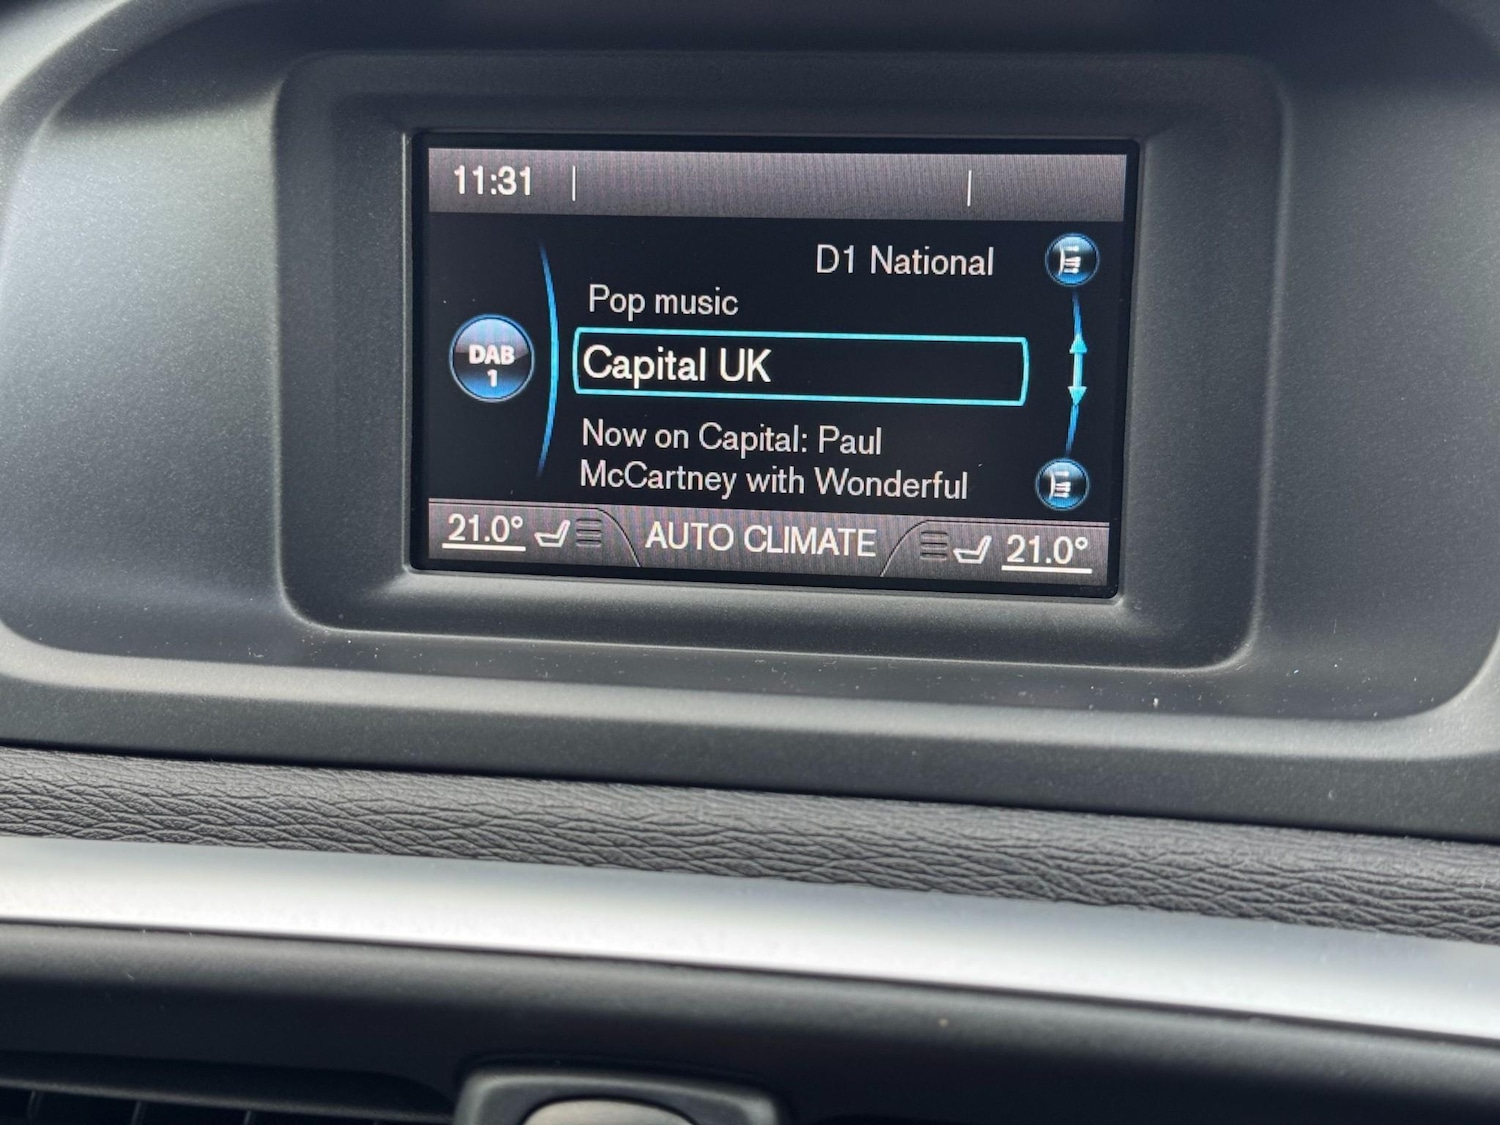 11:31
D1 National
Pop music
DAB
1
Capital UK
Now on Capital: Paul
McCartney with Wonderful
21.0° AUTO CLIMATE 21.0°